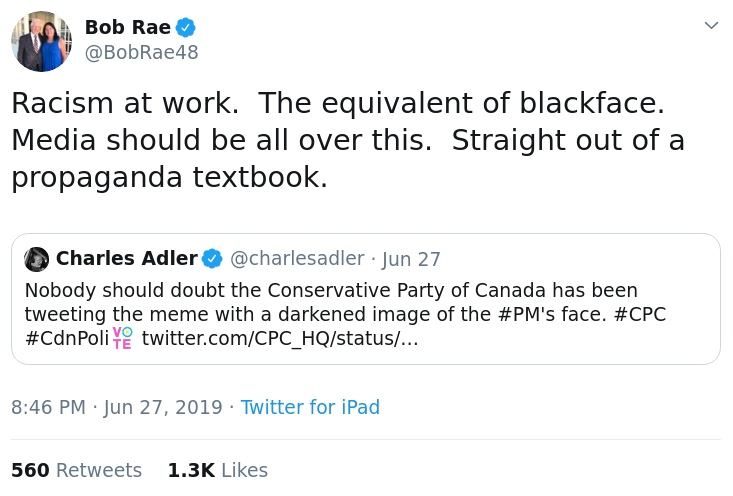 Bob Rae
@BobRae48
Racism at work.  The equivalent of blackface.
Media should be all over this.  Straight out of a
propaganda textbook.
Charles Adler @charlesadler · Jun 27
Nobody should doubt the Conservative Party of Canada has been
tweeting the meme with a darkened image of the #PM's face. #CPC
#CdnPoli VOTE twitter.com/CPC_HQ/status/…
8:46 PM · Jun 27, 2019 · Twitter for iPad
560 Retweets 1.3K Likes